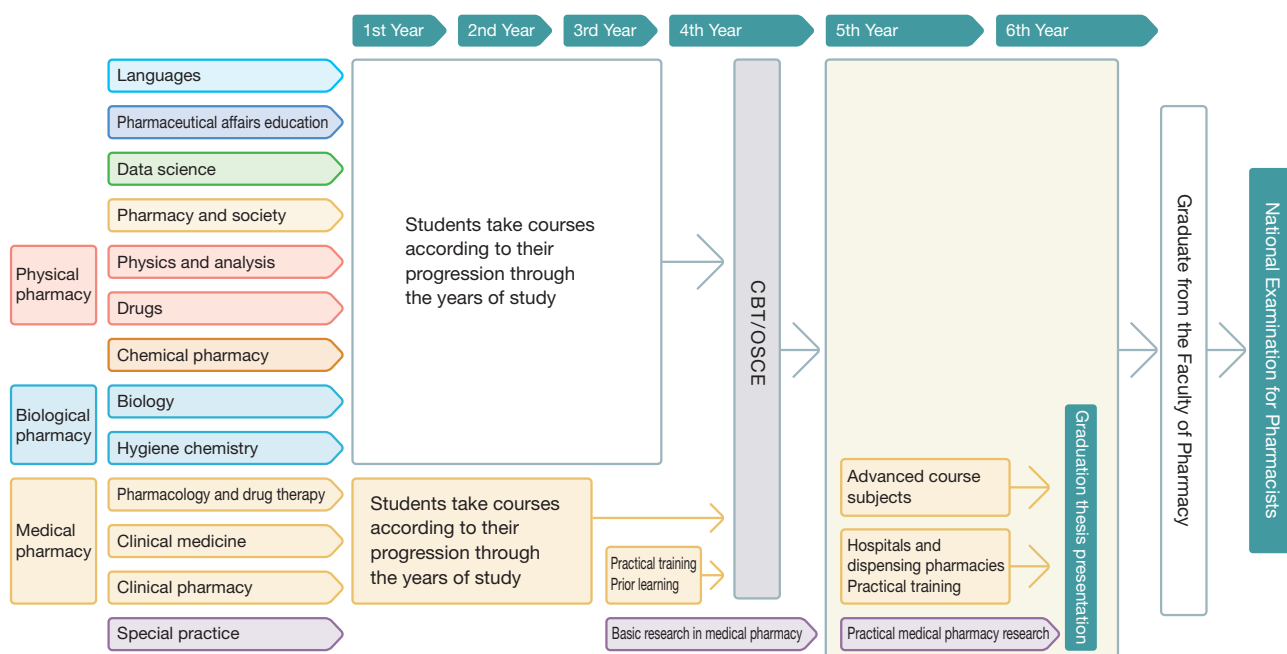 1st Year
2nd Year
3rd Year
4th Year
5th Year
6th Year
Languages
Pharmaceutical affairs education
Data science
Pharmacy and society
Physical
pharmacy
Physics and analysis
Drugs
Chemical pharmacy
Biological
pharmacy
Biology
Hygiene chemistry
Medical
pharmacy
Pharmacology and drug therapy
Clinical medicine
Clinical pharmacy
Special practice
Students take courses
according to their
progression through
the years of study
Students take courses
according to their
progression through
the years of study
Practical training
Prior learning
Basic research in medical pharmacy
CBT/OSCE
Advanced course
subjects
Hospitals and
dispensing pharmacies
Practical training
Practical medical pharmacy research
Graduation thesis presentation
Graduate from the Faculty of Pharmacy
National Examination for Pharmacists